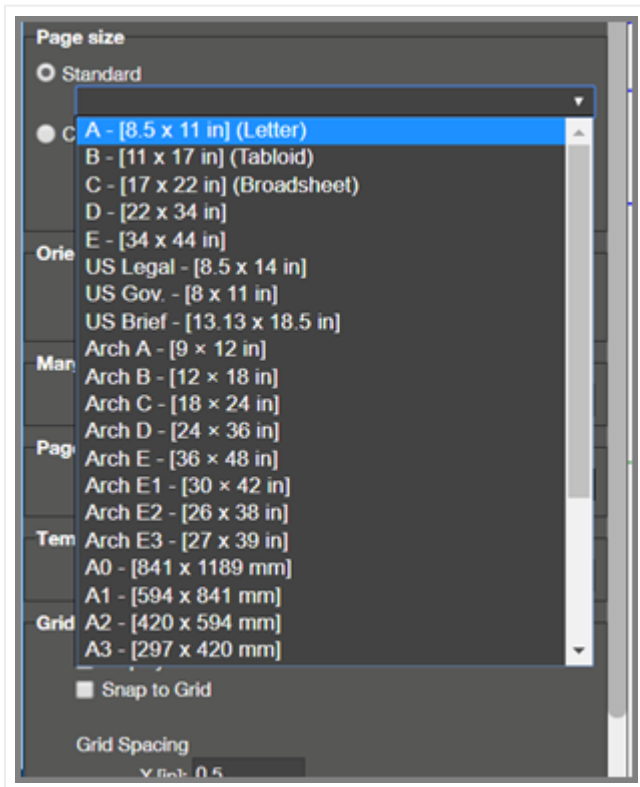 Page size
Standard
C
A - [8.5 x 11 in] (Letter)
B - [11 x 17 in] (Tabloid)
C - [17 x 22 in] (Broadsheet)
D - [22 x 34 in]
E - [34 x 44 in]
Orie
US Legal - [8.5 x 14 in]
US Gov. - [8 x 11 in]
US Brief - [13.13 x 18.5 in]
Arch A - [9 × 12 in]
Mar
Arch B - [12 × 18 in]
Arch C - [18 × 24 in]
Arch D - [24 × 36 in]
Page
Arch E - [36 × 48 in]
Arch E1 - [30 × 42 in]
Arch E2 - [26 x 38 in]
Tem
Arch E3 - [27 x 39 in]
A0 - [841 x 1189 mm]
A1 - [594 x 841 mm]
Grid
A2 - [420 x 594 mm]
A3 - [297 x 420 mm]
Snap to Grid
Grid Spacing
X [in]: 0.5